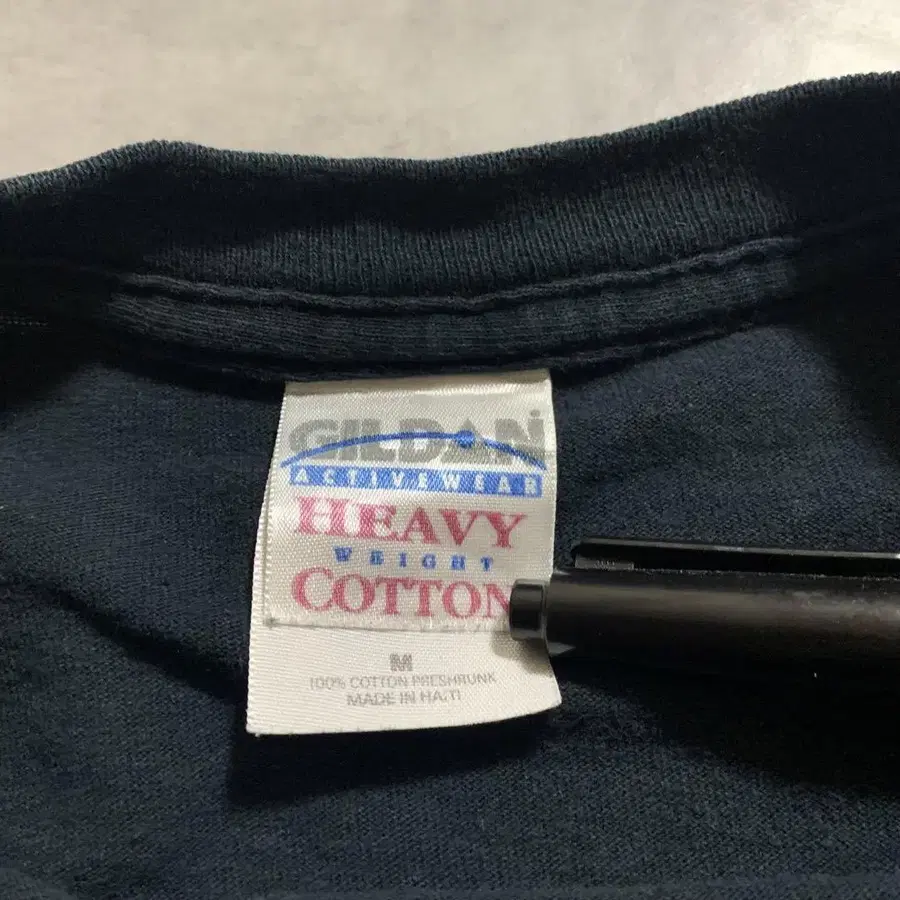 GILDAN
ACTIVEWEAR
HEAVY
WEIGHT
COTTON
M
100% COTTON PRESHRUNK
MADE IN HAITI